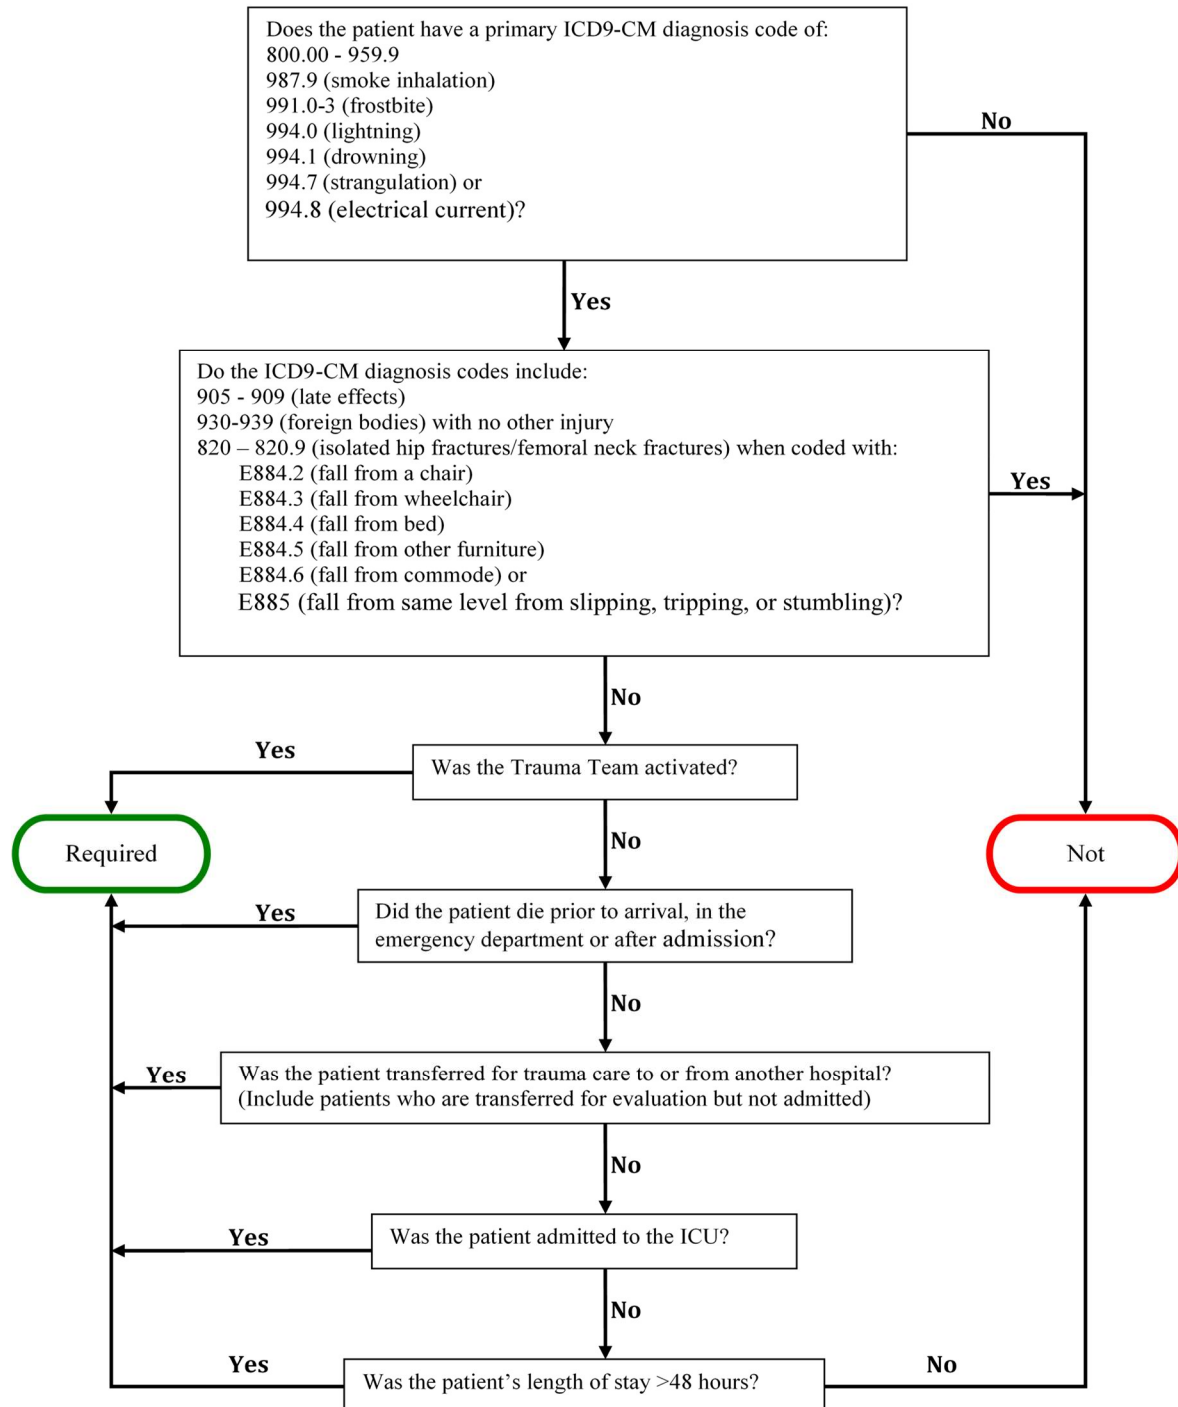 Does the patient have a primary ICD9-CM diagnosis code of:
800.00 - 959.9
987.9 (smoke inhalation)
991.0-3 (frostbite)
994.0 (lightning)
994.1 (drowning)
994.7 (strangulation) or
994.8 (electrical current)?
No
Yes
Do the ICD9-CM diagnosis codes include:
905 - 909 (late effects)
930-939 (foreign bodies) with no other injury
820 – 820.9 (isolated hip fractures/femoral neck fractures) when coded with:
E884.2 (fall from a chair)
E884.3 (fall from wheelchair)
E884.4 (fall from bed)
E884.5 (fall from other furniture)
E884.6 (fall from commode) or
E885 (fall from same level from slipping, tripping, or stumbling)?
Yes
No
Yes
Was the Trauma Team activated?
No
Required
Not
Yes
Did the patient die prior to arrival, in the
emergency department or after admission?
No
Yes
Was the patient transferred for trauma care to or from another hospital?
(Include patients who are transferred for evaluation but not admitted)
No
Yes
Was the patient admitted to the ICU?
No
Yes
Was the patient's length of stay >48 hours?
No